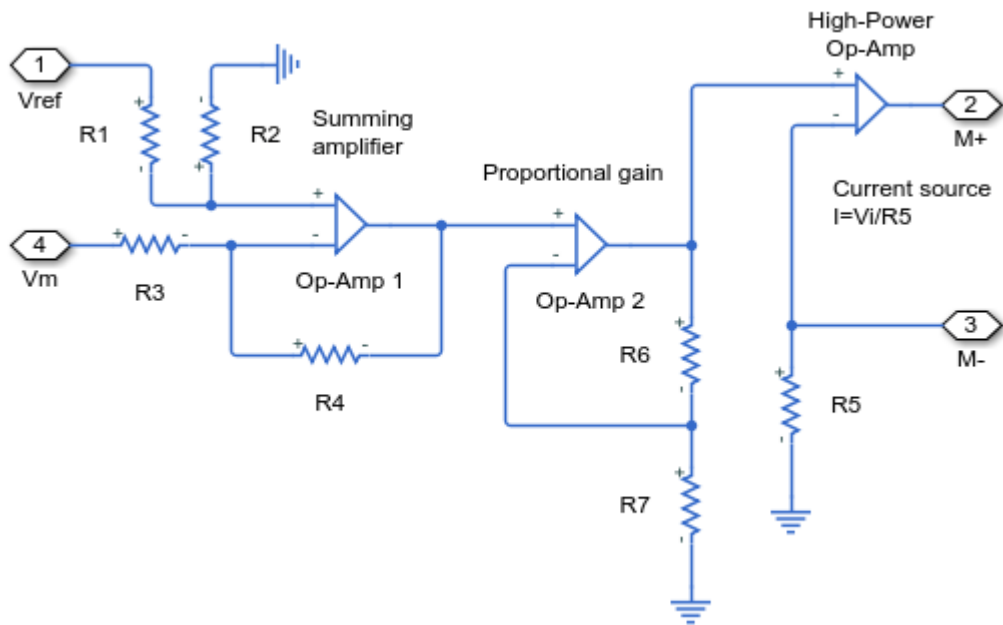 High-Power
Op-Amp
1
Vref
R1
R2
Summing
amplifier
2
M+
Proportional gain
Current source
I=Vi/R5
4
Vm
R3
Op-Amp 1
Op-Amp 2
3
M-
R4
R6
R5
R7
+
-
-
+
+
-
+
-
+
-
+
-
+
-
+
-
+
-
+
-